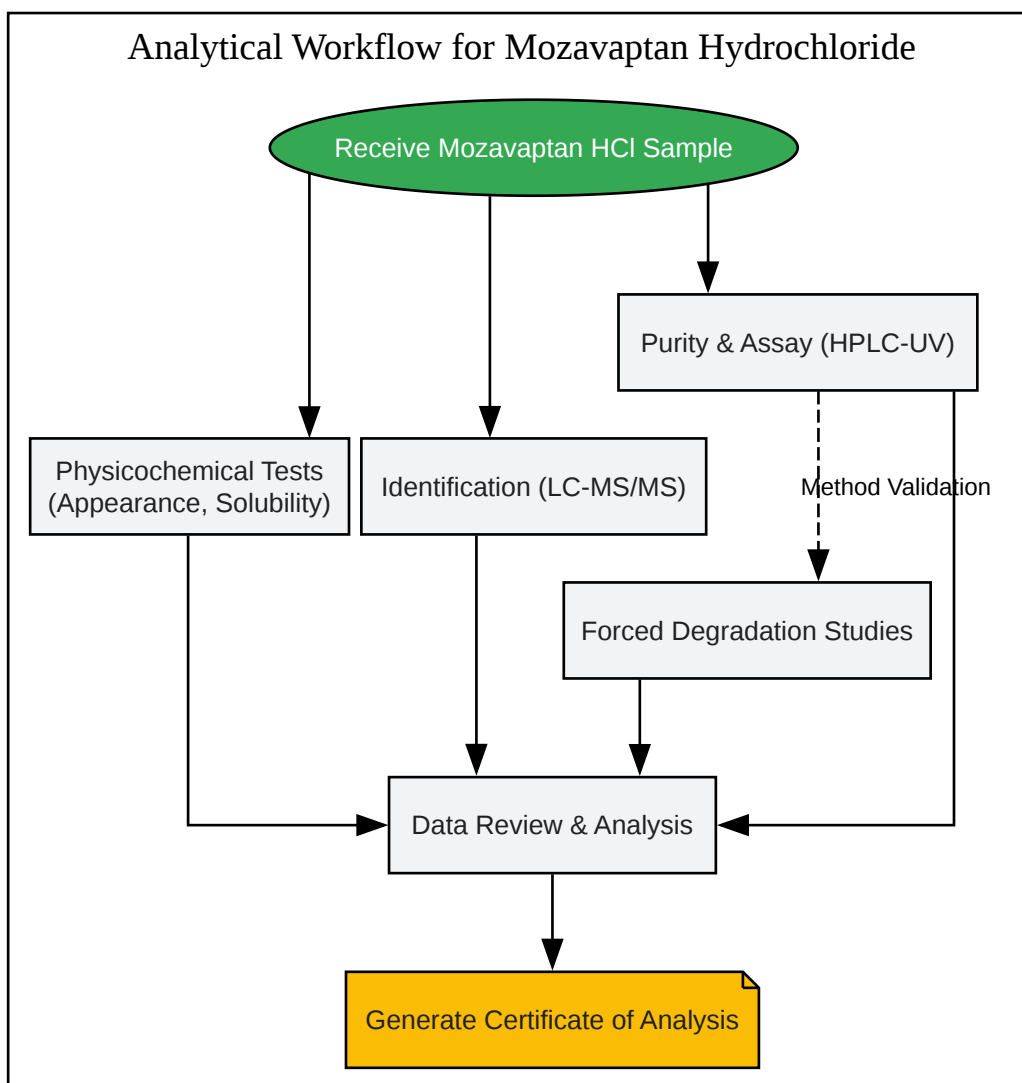 Analytical Workflow for Mozavaptan Hydrochloride
Receive Mozavaptan HCl Sample
Purity & Assay (HPLC-UV)
Physicochemical Tests
(Appearance, Solubility)
Identification (LC-MS/MS)
Method Validation
Forced Degradation Studies
Data Review & Analysis
Generate Certificate of Analysis